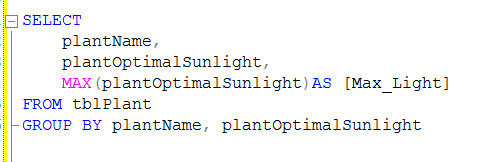 SELECT
plantName,
plantOptimalSunlight,
MAX(plantOptimalSunlight)AS [Max_Light]
FROM tblPlant
GROUP BY plantName, plantOptimalSunlight